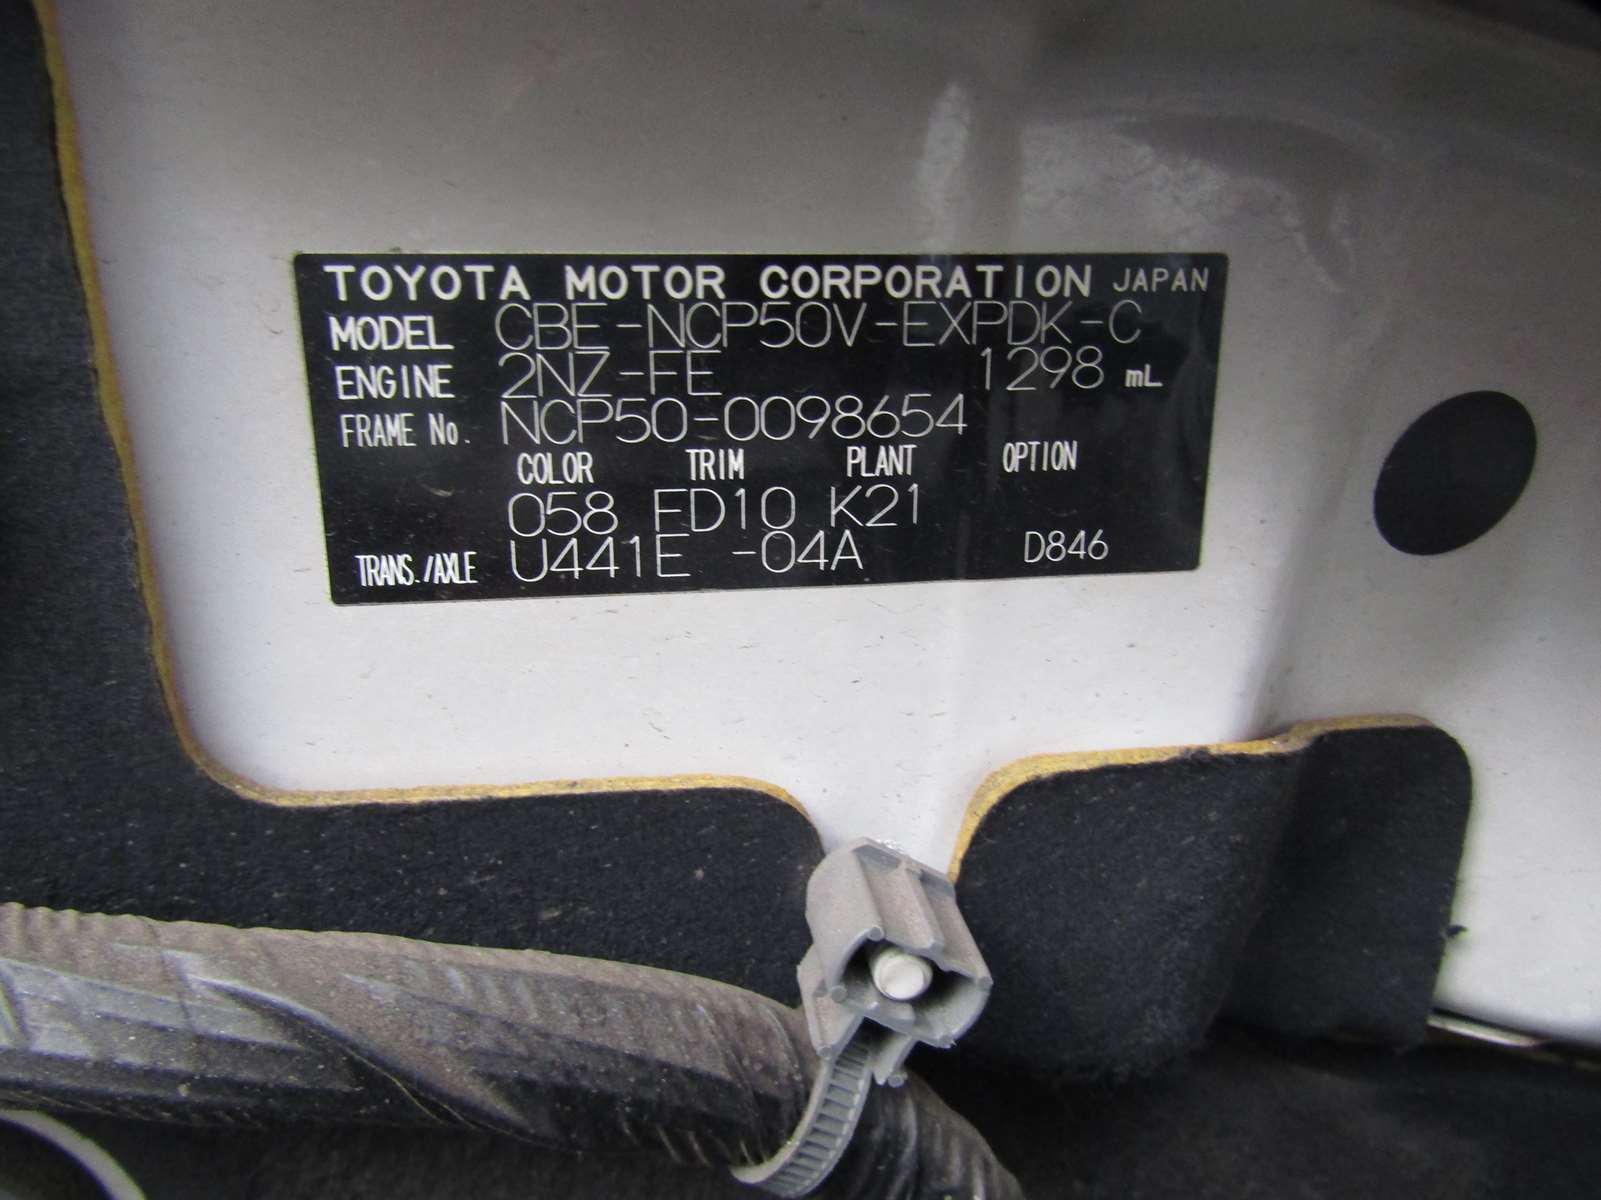 TOYOTA MOTOR CORPORATION JAPAN
MODEL CBE-NCP50V-EXPDK-C
ENGINE 2NZ-FE 1298 mL
FRAME No. NCP50-0098654
COLOR TRIM PLANT OPTION
058 FD10 K21
TRANS./AXLE U441E -04A D846